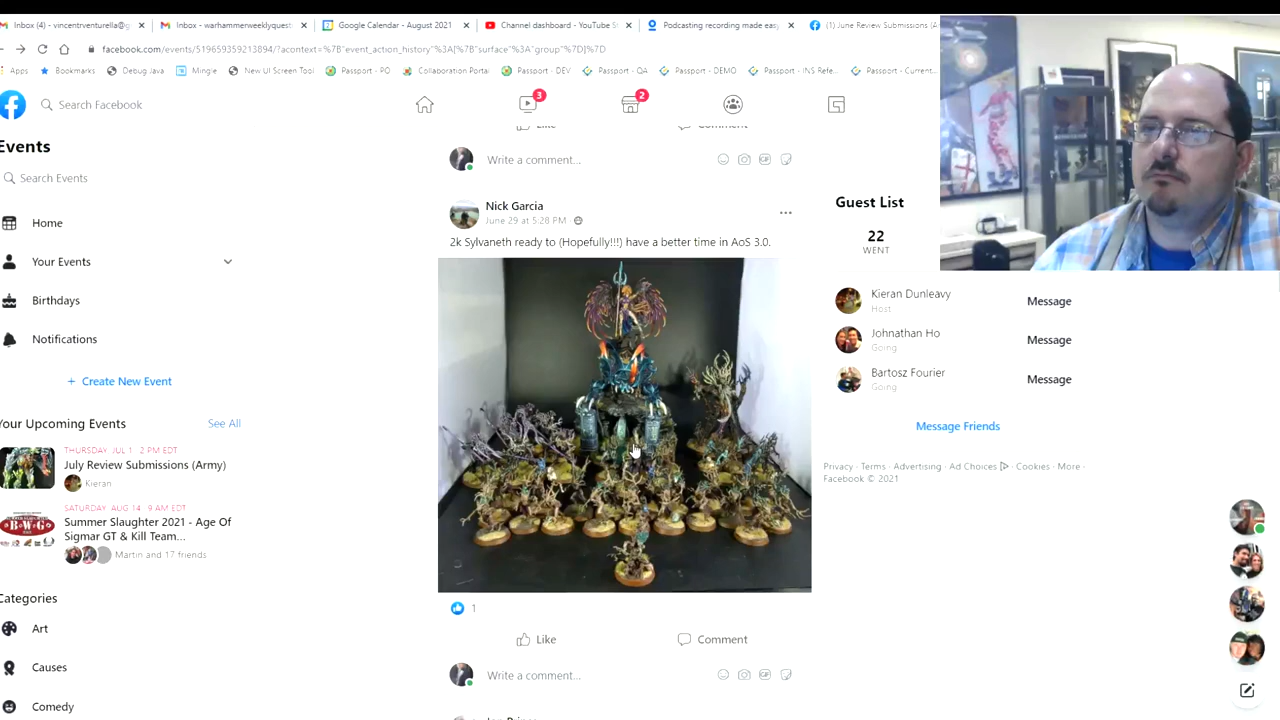 Inbox (4) - vincentrventurella@g
Inbox - warhammerweeklyquest
Google Calendar - August 2021
Channel dashboard - YouTube S
Podcasting recording made easy
(1) June Review Submissions (A
facebook.com/events/519659359213894/?acontext=%7B"event_action_history"%3A[%7B"surface"%3A"group"%7D]%7D
Apps
Bookmarks
Debug Java
Mingle
New UI Screen Tool
Passport - PO
Collaboration Portal
Passport - DEV
Passport - QA
Passport - DEMO
Passport - INS Refe...
Passport - Current...
Search Facebook
3
2
Events
Search Events
Home
Your Events
Birthdays
Notifications
+ Create New Event
Your Upcoming Events
See All
THURSDAY, JUL 1 · 2 PM EDT
July Review Submissions (Army)
Kieran
SATURDAY, AUG 14 · 9 AM EDT
Summer Slaughter 2021 - Age Of
Sigmar GT & Kill Team...
Martin and 17 friends
Categories
Art
Causes
Comedy
Like
Comment
Write a comment...
Nick Garcia
June 29 at 5:28 PM ·
2k Sylvaneth ready to (Hopefully!!!) have a better time in AoS 3.0.
1
Like
Comment
Write a comment...
Guest List
22
WENT
Kieran Dunleavy
Host
Message
Johnathan Ho
Going
Message
Bartosz Fourier
Going
Message
Message Friends
Privacy · Terms · Advertising · Ad Choices · Cookies · More ·
Facebook © 2021